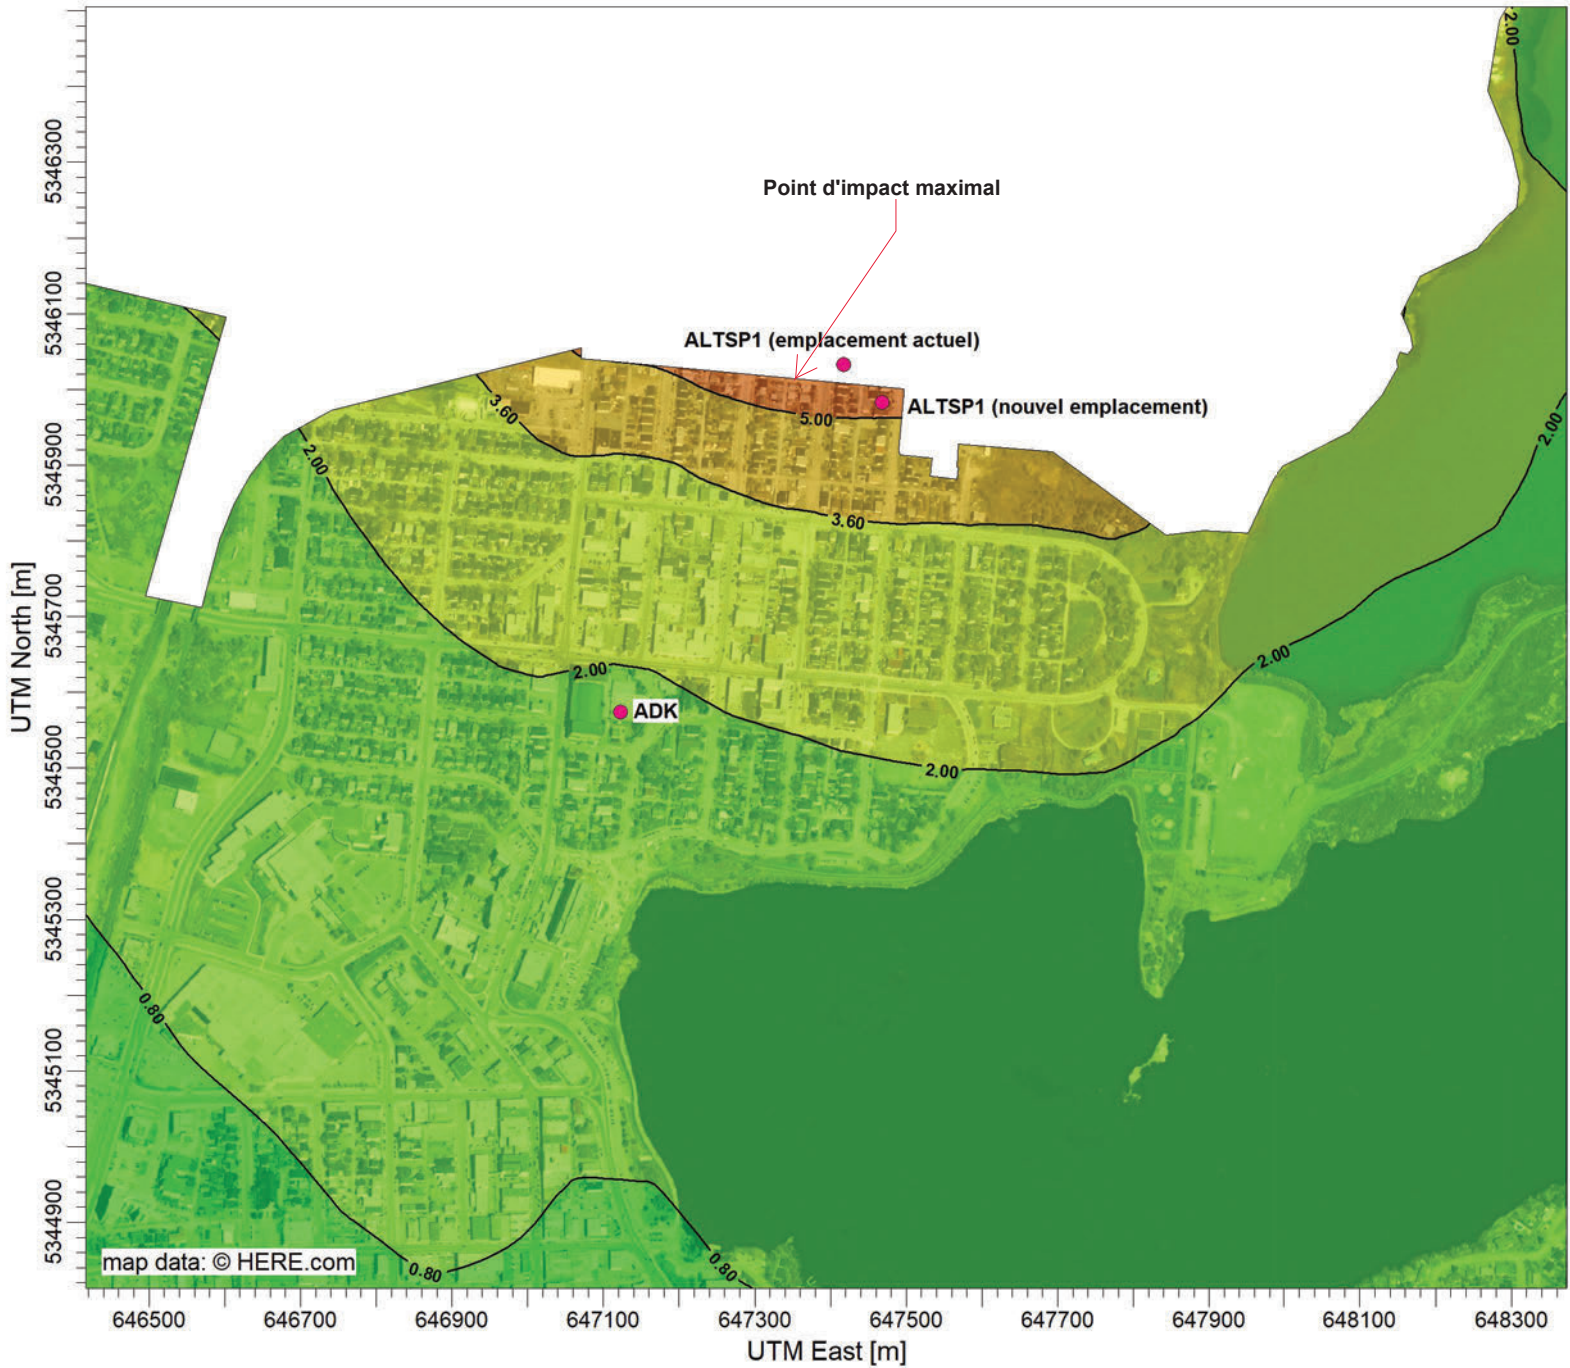 2.00
5346300
Point d'impact maximal
5346100
ALTSP1 (emplacement actuel)
ALTSP1 (nouvel emplacement)
3.60
5.00
2.00
2.00
5345900
3.60
5345700
UTM North [m]
2.00
2.00
ADK
2.00
5345500
5345300
0.80
5345100
5344900
map data: © HERE.com
0.80
0.80
646500 646700 646900 647100 647300 647500 647700 647900 648100 648300
UTM East [m]